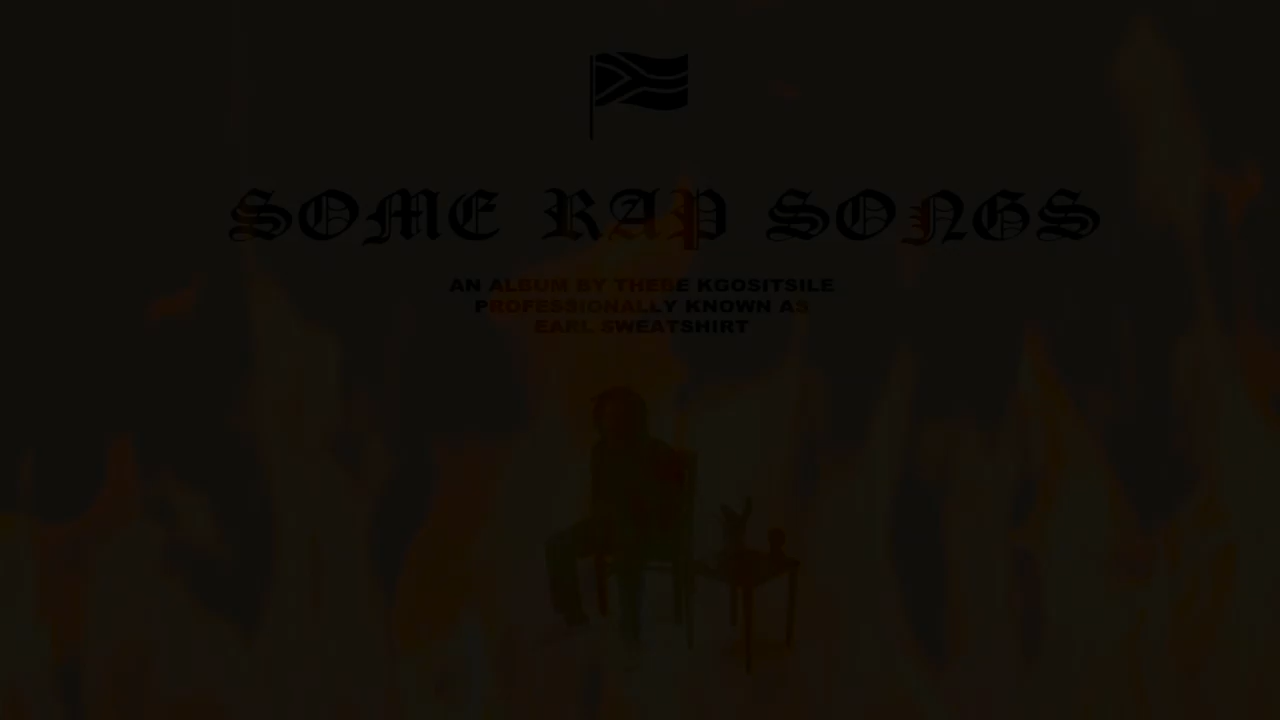 SOME RAP SONGS
AN ALBUM BY THEBE KGOSITSILE
PROFESSIONALLY KNOWN AS
EARL SWEATSHIRT